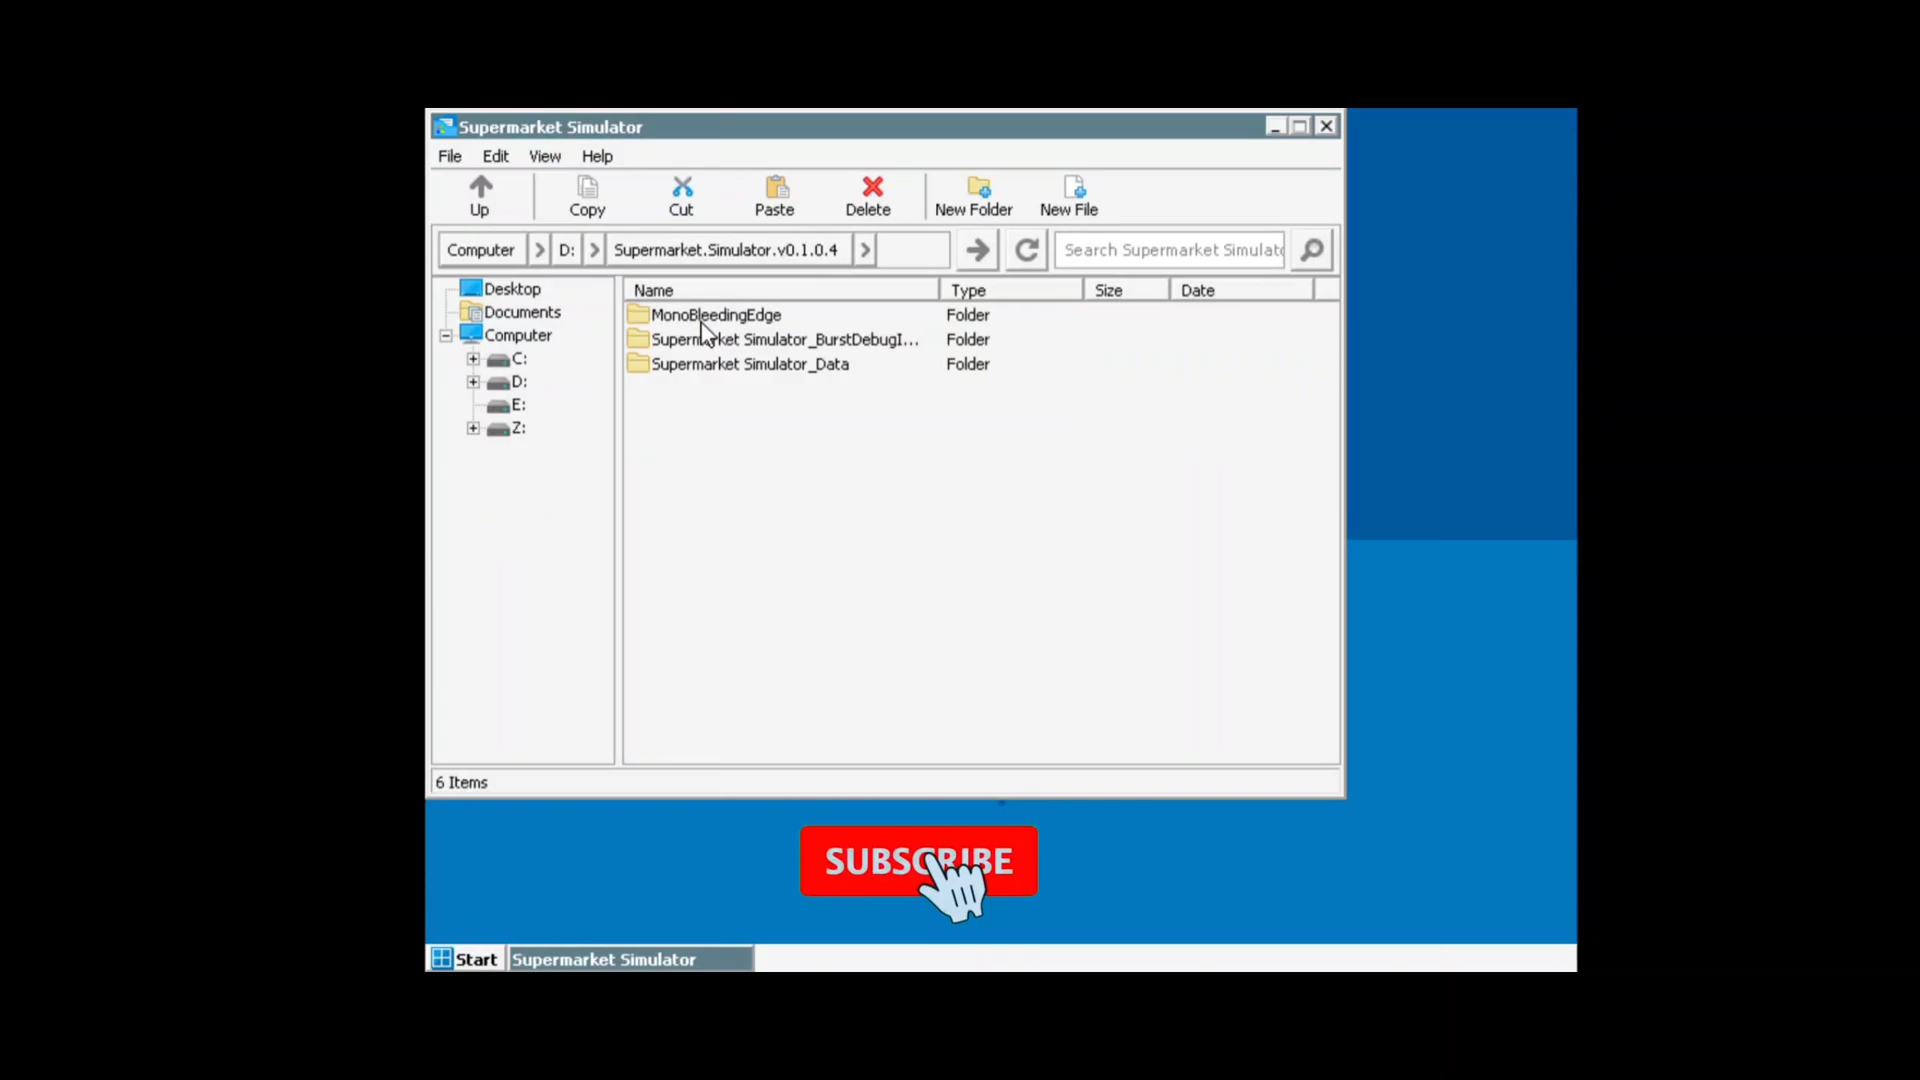 Supermarket Simulator
File Edit View Help
Up Copy Cut Paste Delete New Folder New File
Computer D: Supermarket.Simulator.v0.1.0.4 Search Supermarket Simulat
Name Type Size Date
Desktop
Documents
Computer
C:
D:
E:
Z:
MonoBleedingEdge Folder
Supermarket Simulator_BurstDebugI... Folder
Supermarket Simulator_Data Folder
6 Items
SUBSCRIBE
Start Supermarket Simulator